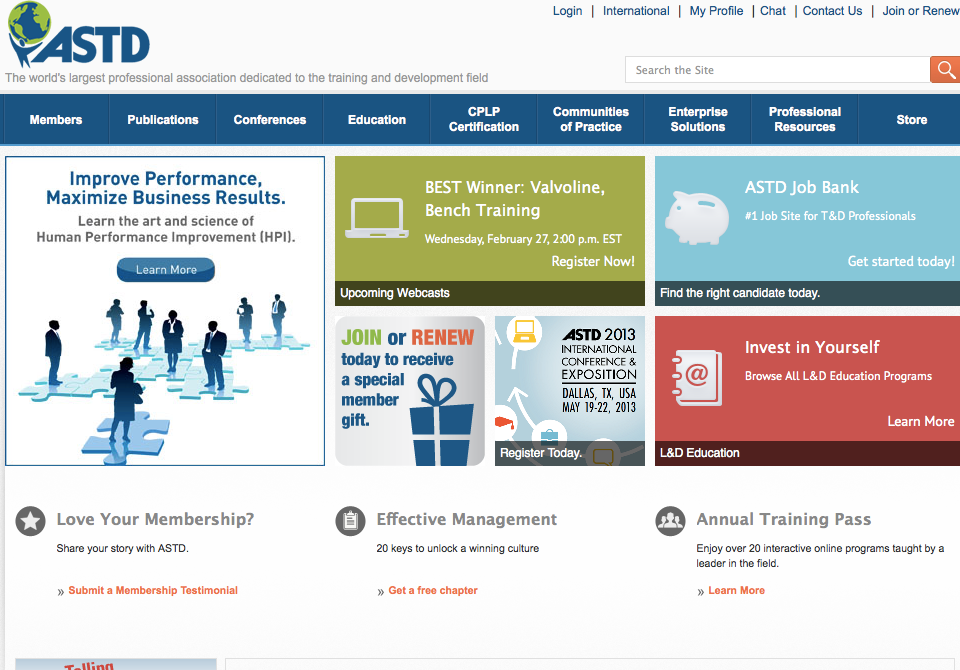 Login | International | My Profile | Chat | Contact Us | Join or Renew
ASTD
The world's largest professional association dedicated to the training and development field
Search the Site
Members
Publications
Conferences
Education
CPLP
Certification
Communities
of Practice
Enterprise
Solutions
Professional
Resources
Store
Improve Performance,
Maximize Business Results.
Learn the art and science of
Human Performance Improvement (HPI).
Learn More
BEST Winner: Valvoline,
Bench Training
Wednesday, February 27, 2:00 p.m. EST
Register Now!
Upcoming Webcasts
ASTD Job Bank
#1 Job Site for T&D Professionals
Get started today!
Find the right candidate today.
JOIN or RENEW
today to receive
a special
member
gift.
ASTD 2013
INTERNATIONAL
CONFERENCE &
EXPOSITION
DALLAS, TX, USA
MAY 19-22, 2013
Register Today.
Invest in Yourself
Browse All L&D Education Programs
@
Learn More
L&D Education
Love Your Membership?
Share your story with ASTD.
» Submit a Membership Testimonial
Effective Management
20 keys to unlock a winning culture
» Get a free chapter
Annual Training Pass
Enjoy over 20 interactive online programs taught by a
leader in the field.
» Learn More
Telling